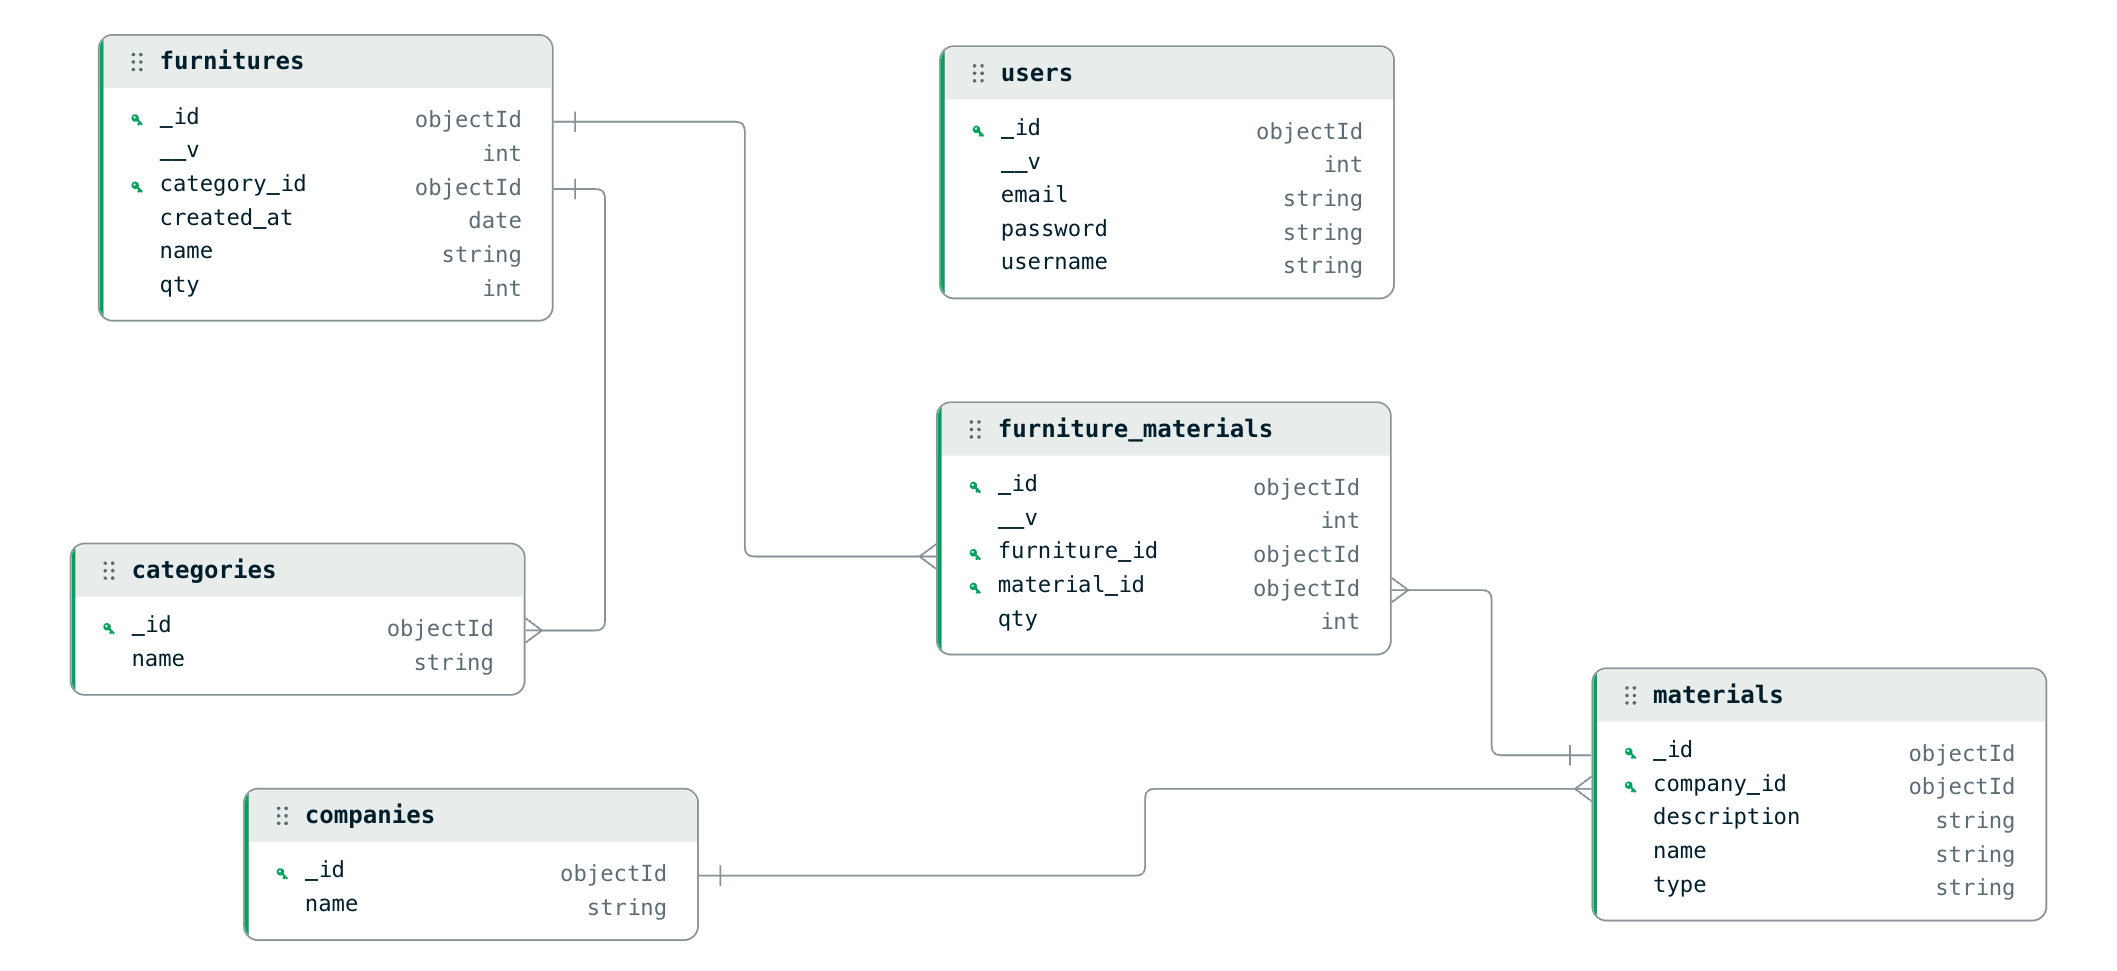 furnitures
_id objectId
__v int
category_id objectId
created_at date
name string
qty int
users
_id objectId
__v int
email string
password string
username string
furniture_materials
_id objectId
__v int
furniture_id objectId
material_id objectId
qty int
categories
_id objectId
name string
materials
_id objectId
company_id objectId
description string
name string
type string
companies
_id objectId
name string